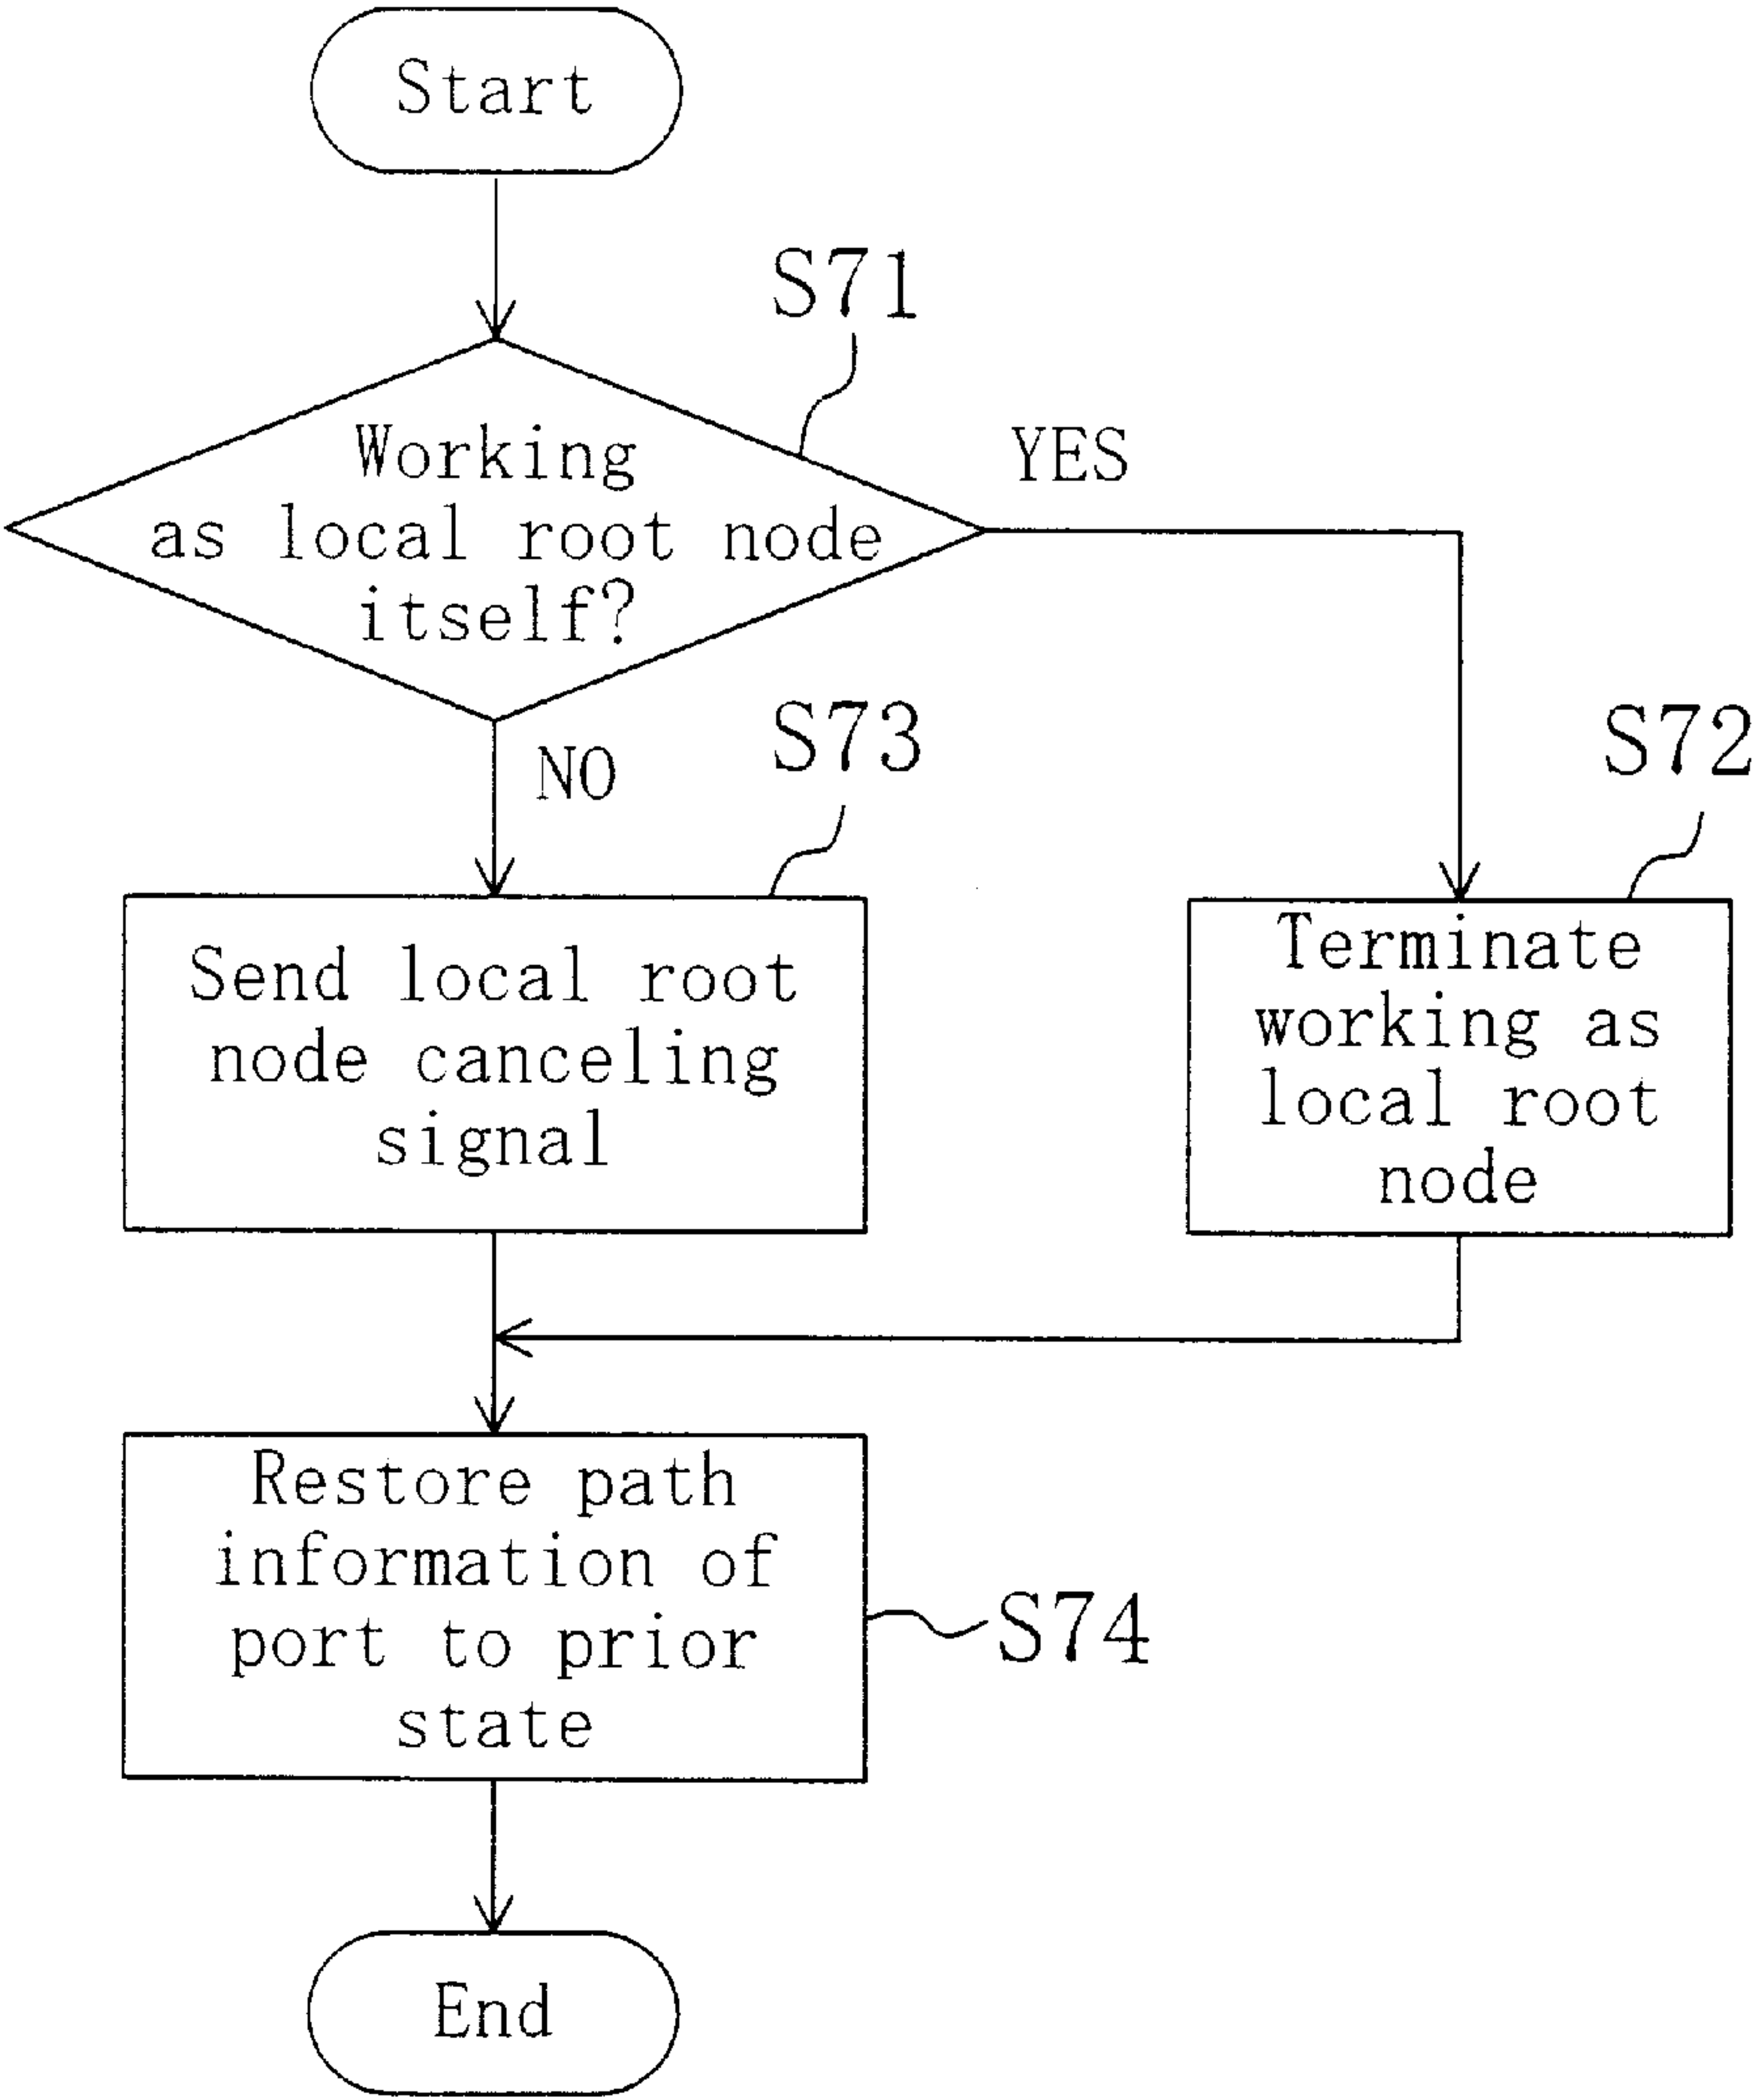 Start
S71
Working
as local root node
itself?
YES
NO
S73
S72
Send local root
node canceling
signal
Terminate
working as
local root
node
Restore path
information of
port to prior
state
S74
End